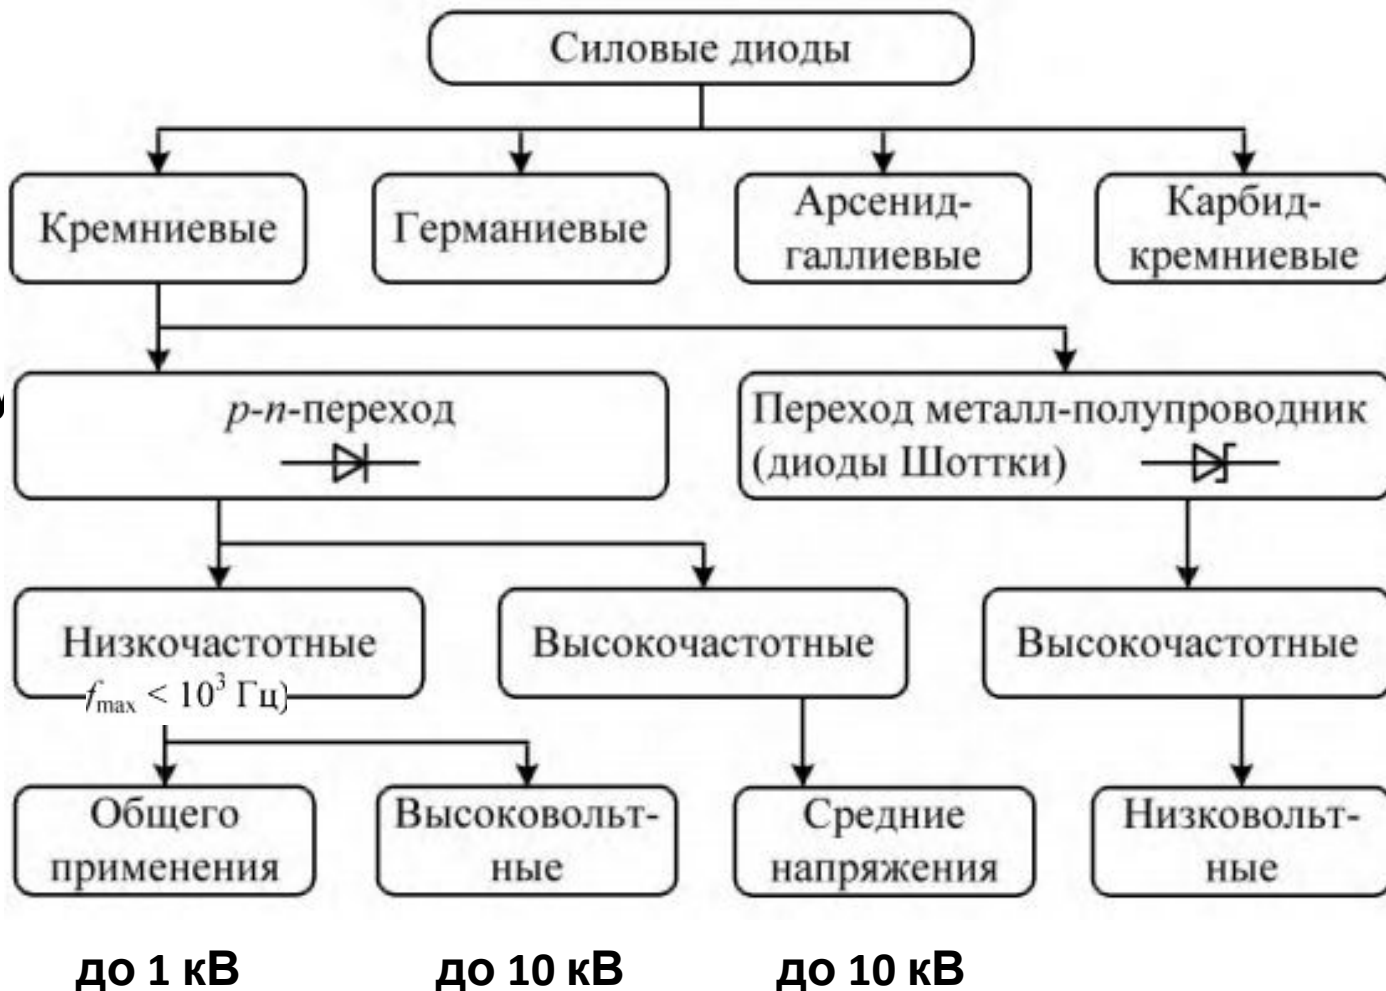 Силовые диоды
Кремниевые
Германиевые
Арсенид-
галлиевые
Карбид-
кремниевые
p-n-переход
Переход металл-полупроводник
(диоды Шоттки)
Низкочастотные
f max < 10³ Гц)
Высокочастотные
Высокочастотные
Общего
применения
Высоковольт-
ные
Средние
напряжения
Низковольт-
ные
до 1 кВ
до 10 кВ
до 10 кВ